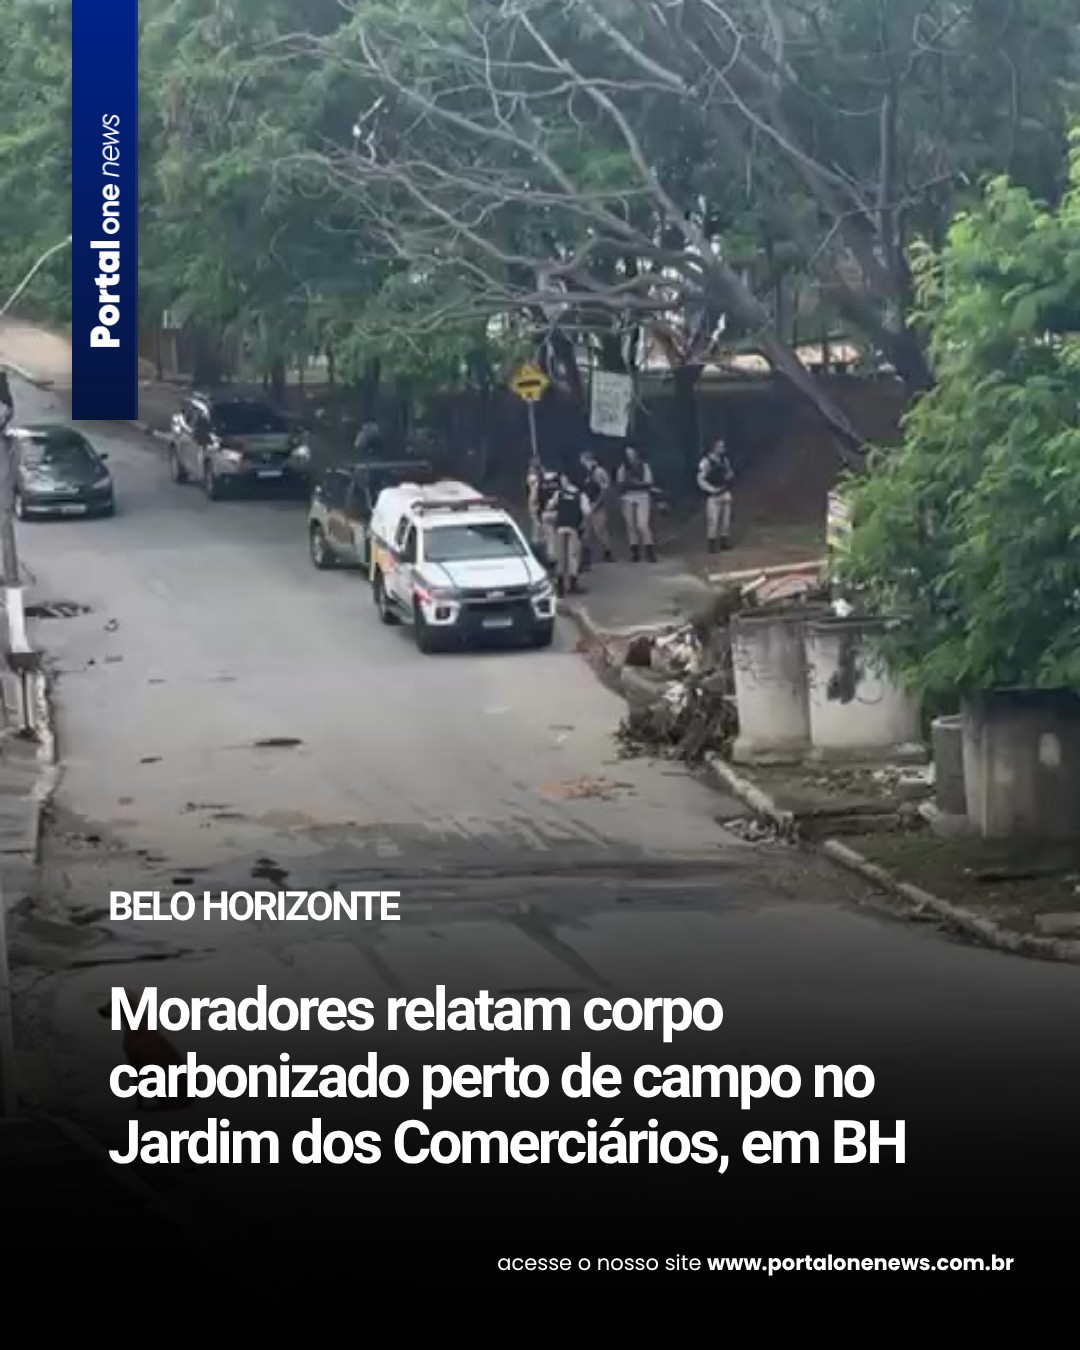 Portal one news
BELO HORIZONTE
Moradores relatam corpo
carbonizado perto de campo no
Jardim dos Comerciários, em BH
acesse o nosso site www.portalonenews.com.br